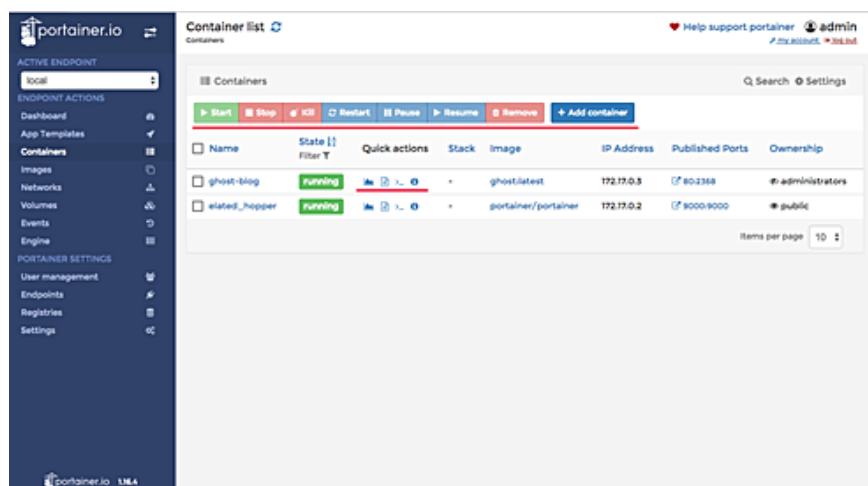 portainer.io
Container list
Containers
Help support portainer admin
my account log out
ACTIVE ENDPOINT
local
ENDPOINT ACTIONS
Dashboard
App Templates
Containers
Images
Networks
Volumes
Events
Engine
PORTAINER SETTINGS
User management
Endpoints
Registries
Settings
portainer.io 1.16.4
Containers
Search Settings
Start Stop Kill Restart Pause Resume Remove + Add container
Name State Quick actions Stack Image IP Address Published Ports Ownership
Filter
ghost-blog running - ghost:latest 172.17.0.3 80:2368 administrators
elated_hopper running - portainer/portainer 172.17.0.2 9000:9000 public
Items per page 10